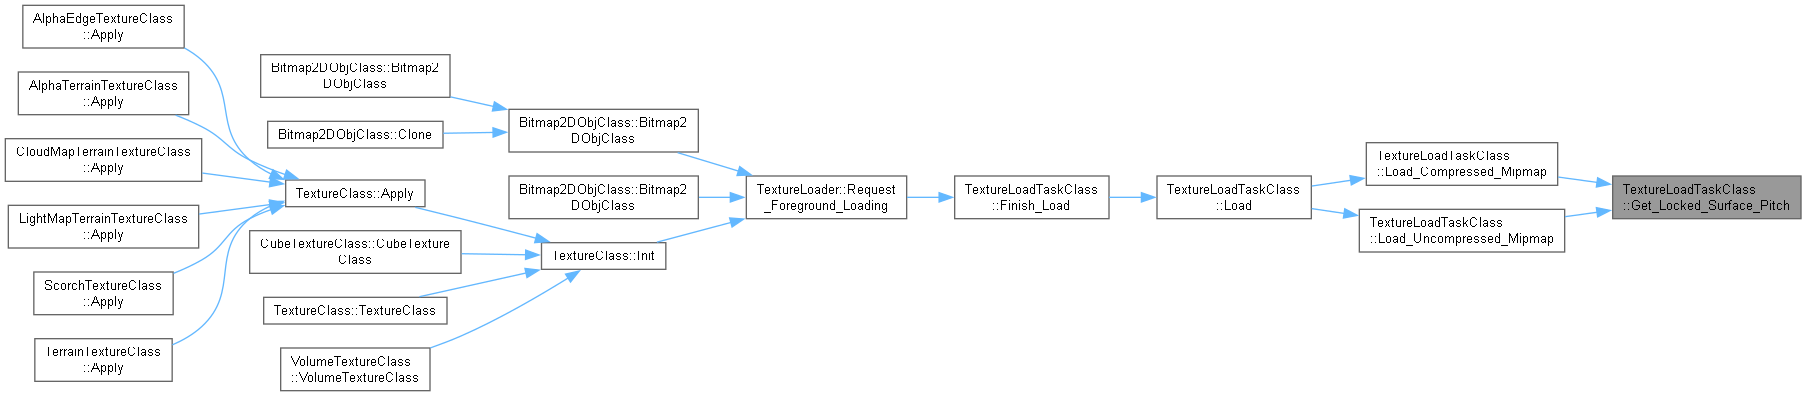 AlphaEdgeTextureClass
::Apply
AlphaTerrainTextureClass
::Apply
CloudMapTerrainTextureClass
::Apply
LightMapTerrainTextureClass
::Apply
ScorchTextureClass
::Apply
TerrainTextureClass
::Apply
TextureClass::Apply
Bitmap2DObjClass::Bitmap2
DObjClass
Bitmap2DObjClass::Clone
CubeTextureClass::CubeTexture
Class
TextureClass::TextureClass
VolumeTextureClass
::VolumeTextureClass
Bitmap2DObjClass::Bitmap2
DObjClass
Bitmap2DObjClass::Bitmap2
DObjClass
TextureClass::Init
TextureLoader::Request
_Foreground_Loading
TextureLoadTaskClass
::Finish_Load
TextureLoadTaskClass
::Load
TextureLoadTaskClass
::Load_Compressed_Mipmap
TextureLoadTaskClass
::Load_Uncompressed_Mipmap
TextureLoadTaskClass
::Get_Locked_Surface_Pitch